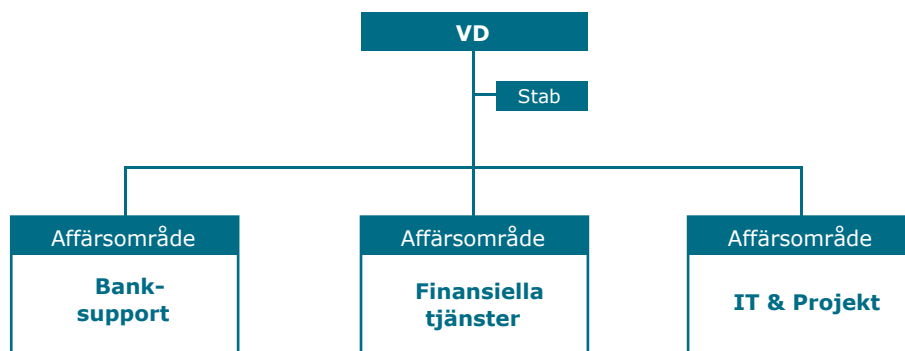 VD
Stab
Affärsområde
Bank-
support
Affärsområde
Finansiella
tjänster
Affärsområde
IT & Projekt